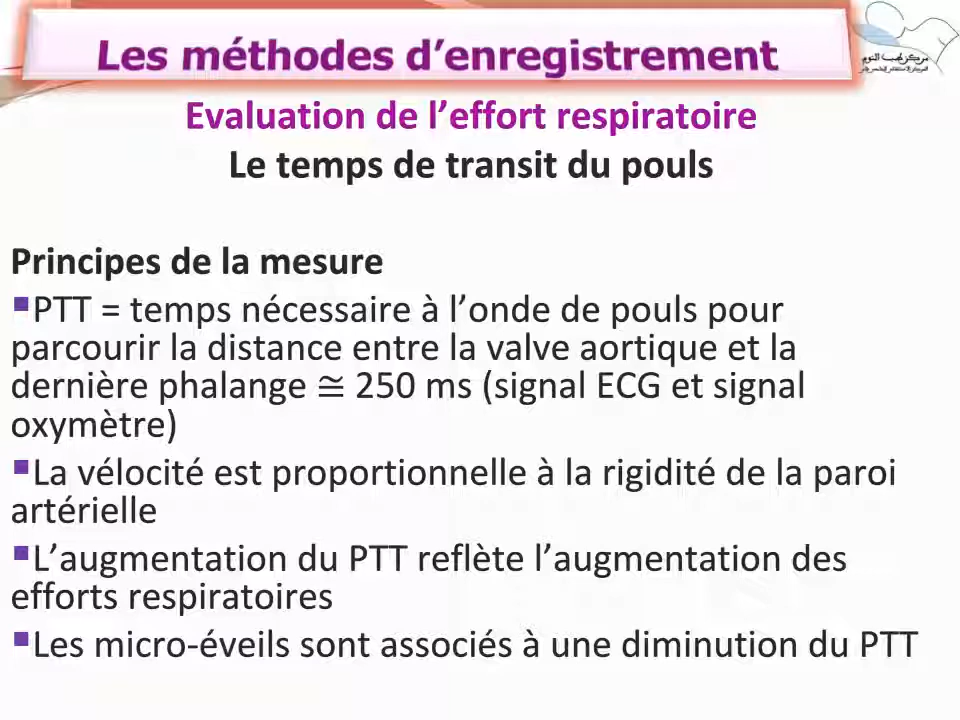 Les méthodes d’enregistrement
مركز طب النوم
Evaluation de l’effort respiratoire
Le temps de transit du pouls
Principes de la mesure
▪PTT = temps nécessaire à l’onde de pouls pour
parcourir la distance entre la valve aortique et la
dernière phalange ≅ 250 ms (signal ECG et signal
oxymètre)
▪La vélocité est proportionnelle à la rigidité de la paroi
artérielle
▪L’augmentation du PTT reflète l’augmentation des
efforts respiratoires
▪Les micro-éveils sont associés à une diminution du PTT